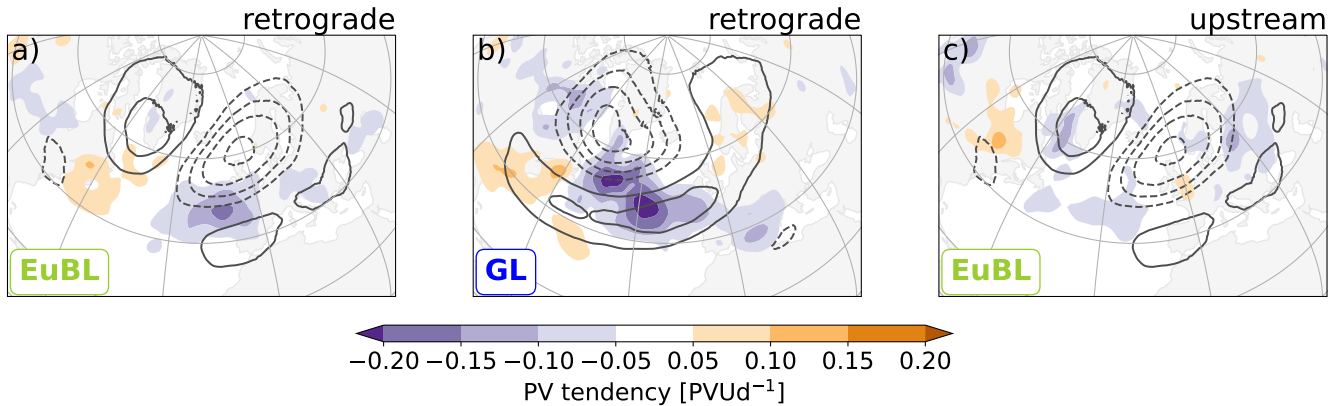 retrograde
retrograde
upstream
a)
b)
c)
EuBL
GL
EuBL
−0.20 −0.15 −0.10 −0.05 0.05 0.10 0.15 0.20
PV tendency [PVUd⁻¹]